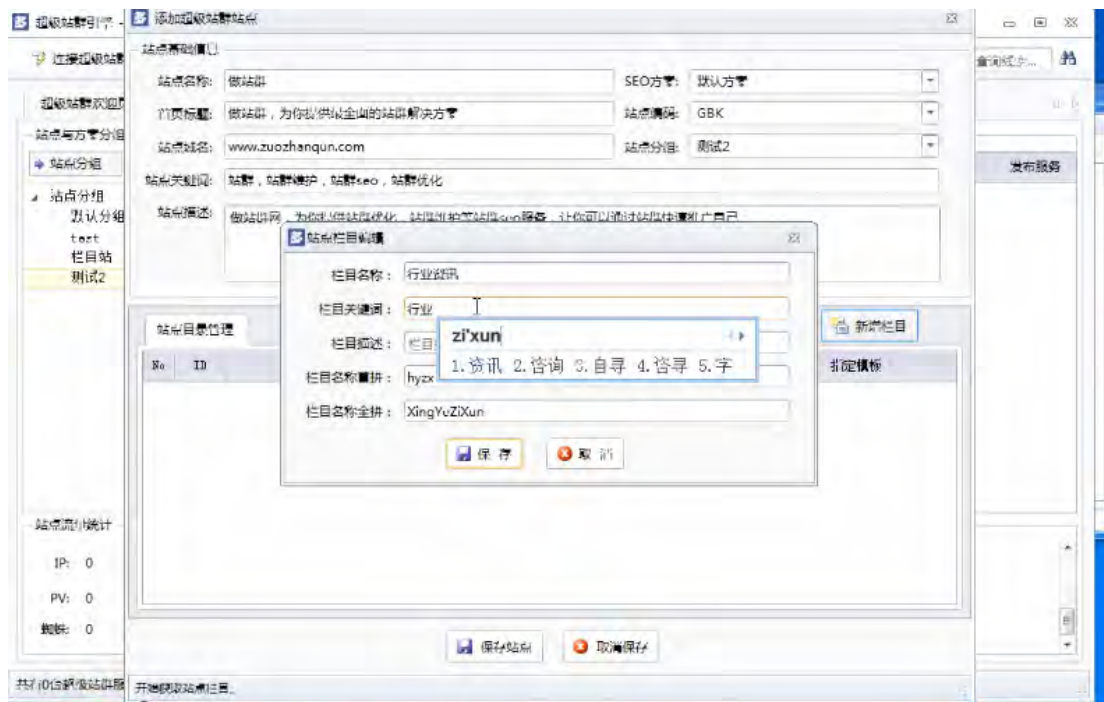 添加超级站群站点
连接超级站群
站点基础信息
站点名称: 做站群
SEO方案: 默认方案
首页标题: 做站群，为你提供最全面的站群解决方案
站点编码: GBK
站点域名: www.zuozhanqun.com
站点分组: 测试2
站点关键词: 站群，站群维护，站群seo，站群优化
站点描述:
站点与方案分组
站点分组
发布服务
站点分组
默认分组
test
栏目站
测试2
站点栏目编辑
栏目名称: 行业资讯
栏目关键词: 行业
zi'xun
1.资讯 2.咨询 3.自寻 4.咨寻 5.字
栏目描述:
栏目名称首拼: hyzx
栏目名称全拼: XingYeZiXun
保存
取消
站点目录管理
新增栏目
No
ID
指定模板
站点流量统计
IP: 0
PV: 0
蜘蛛: 0
保存站点
取消保存
开始获取站点栏目.